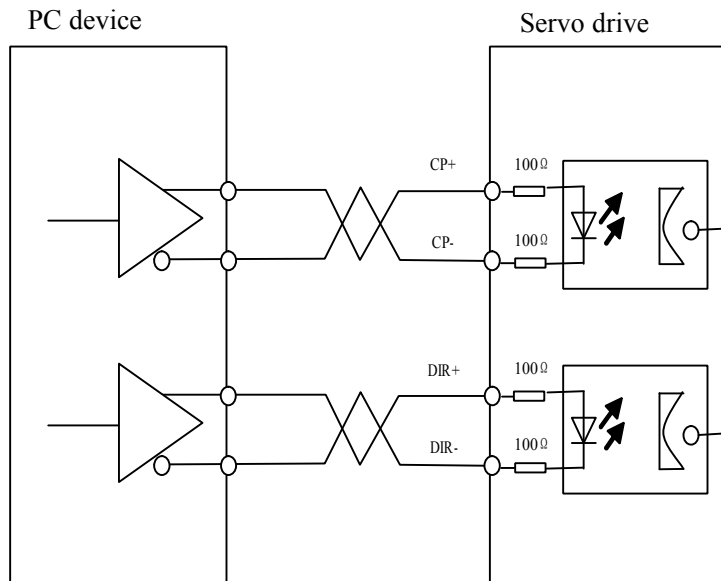 PC device
Servo drive
CP+
100Ω
CP-
100Ω
DIR+
100Ω
DIR-
100Ω